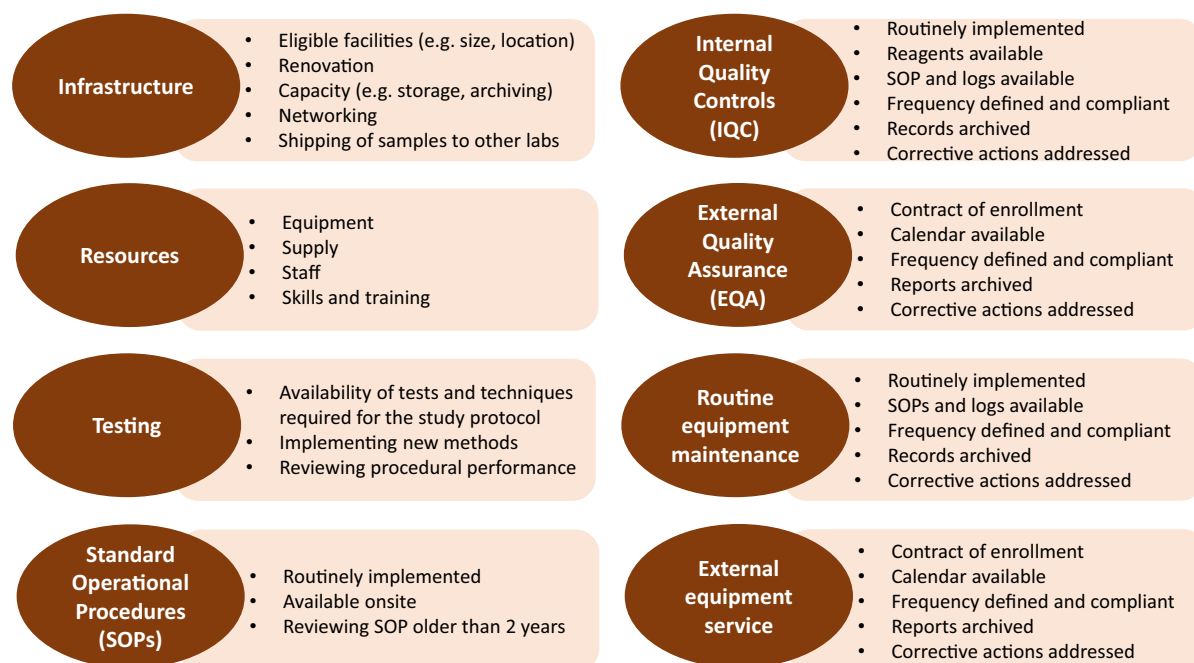 Infrastructure
• Eligible facilities (e.g. size, location)
• Renovation
• Capacity (e.g. storage, archiving)
• Networking
• Shipping of samples to other labs
Resources
• Equipment
• Supply
• Staff
• Skills and training
Testing
• Availability of tests and techniques
required for the study protocol
• Implementing new methods
• Reviewing procedural performance
Standard
Operational
Procedures
(SOPs)
• Routinely implemented
• Available onsite
• Reviewing SOP older than 2 years
Internal
Quality
Controls
(IQC)
• Routinely implemented
• Reagents available
• SOP and logs available
• Frequency defined and compliant
• Records archived
• Corrective actions addressed
External
Quality
Assurance
(EQA)
• Contract of enrollment
• Calendar available
• Frequency defined and compliant
• Reports archived
• Corrective actions addressed
Routine
equipment
maintenance
• Routinely implemented
• SOPs and logs available
• Frequency defined and compliant
• Records archived
• Corrective actions addressed
External
equipment
service
• Contract of enrollment
• Calendar available
• Frequency defined and compliant
• Reports archived
• Corrective actions addressed